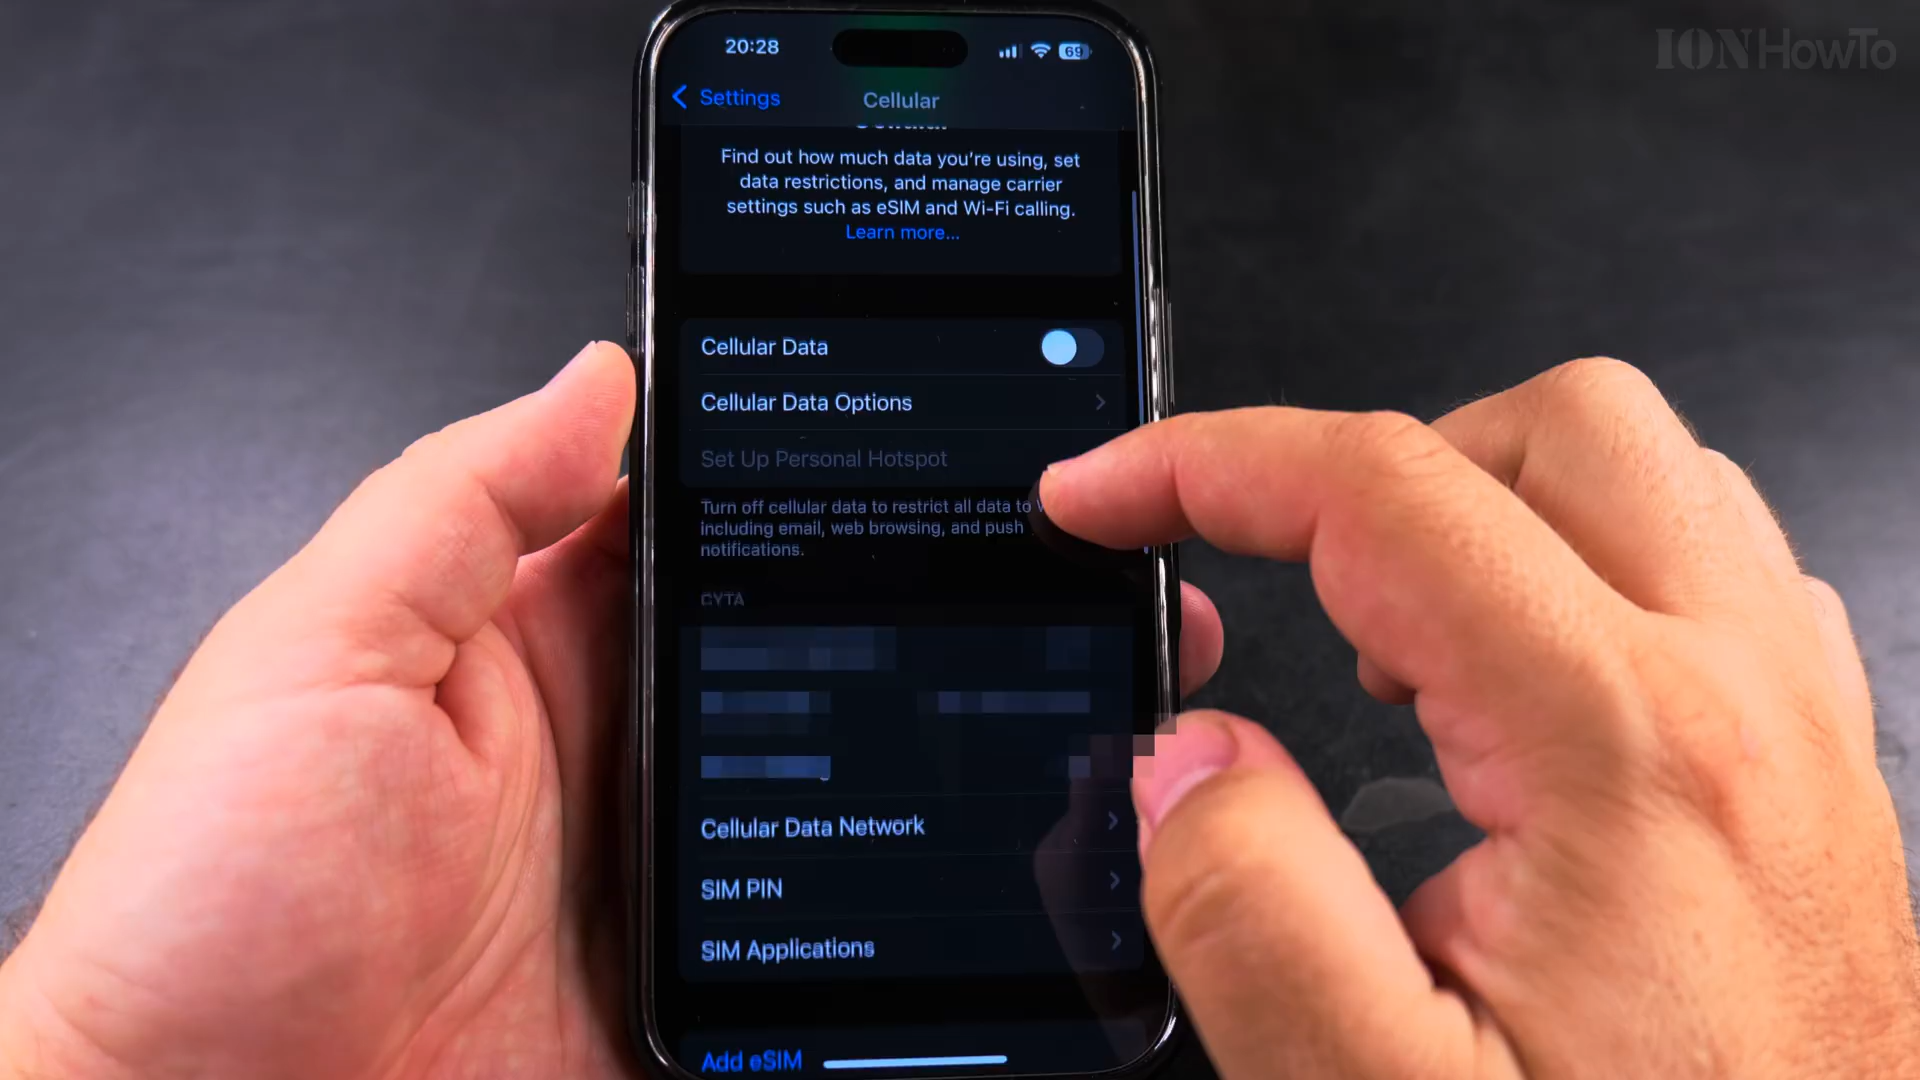 ION HowTo
20:28
69
Settings
Cellular
Find out how much data you're using, set
data restrictions, and manage carrier
settings such as eSIM and Wi-Fi calling.
Learn more...
Cellular Data
Cellular Data Options
Set Up Personal Hotspot
Turn off cellular data to restrict all data to
including email, web browsing, and push
notifications.
CYTA
Cellular Data Network
SIM PIN
SIM Applications
Add eSIM